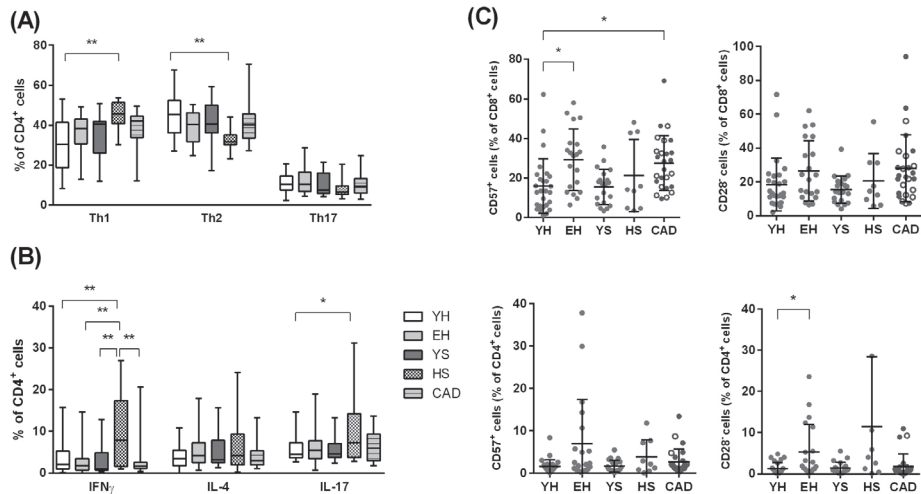 (A)
**
**
80
60
40
20
0
% of CD4+ cells
Th1 Th2 Th17
(B)
**
**
**
**
*
40
30
20
10
0
% of CD4+ cells
IFNγ IL-4 IL-17
YH
EH
YS
HS
CAD
(C)
*
*
80
60
40
20
0
CD57+ cells (% of CD8+ cells)
YH EH YS HS CAD
100
80
60
40
20
0
CD28- cells (% of CD8+ cells)
YH EH YS HS CAD
40
30
20
10
0
CD57+ cells (% of CD4+ cells)
YH EH YS HS CAD
*
40
30
20
10
0
CD28- cells (% of CD4+ cells)
YH EH YS HS CAD